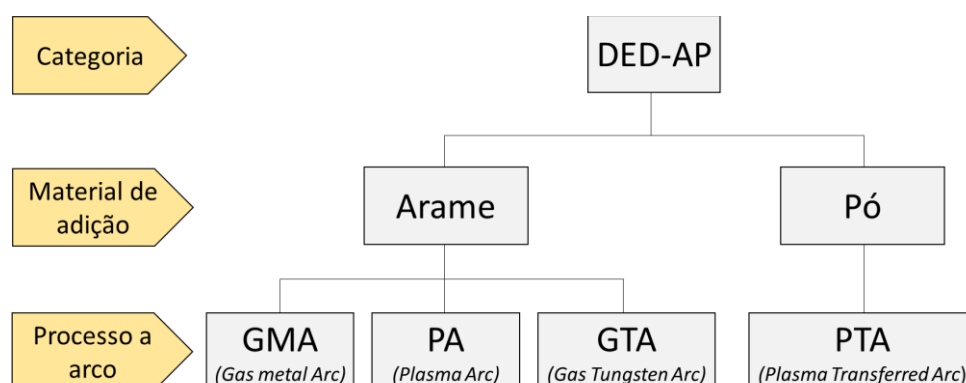 Categoria
DED-AP
Material de
adição
Arame
Pó
Processo a
arco
GMA
(Gas metal Arc)
PA
(Plasma Arc)
GTA
(Gas Tungsten Arc)
PTA
(Plasma Transferred Arc)